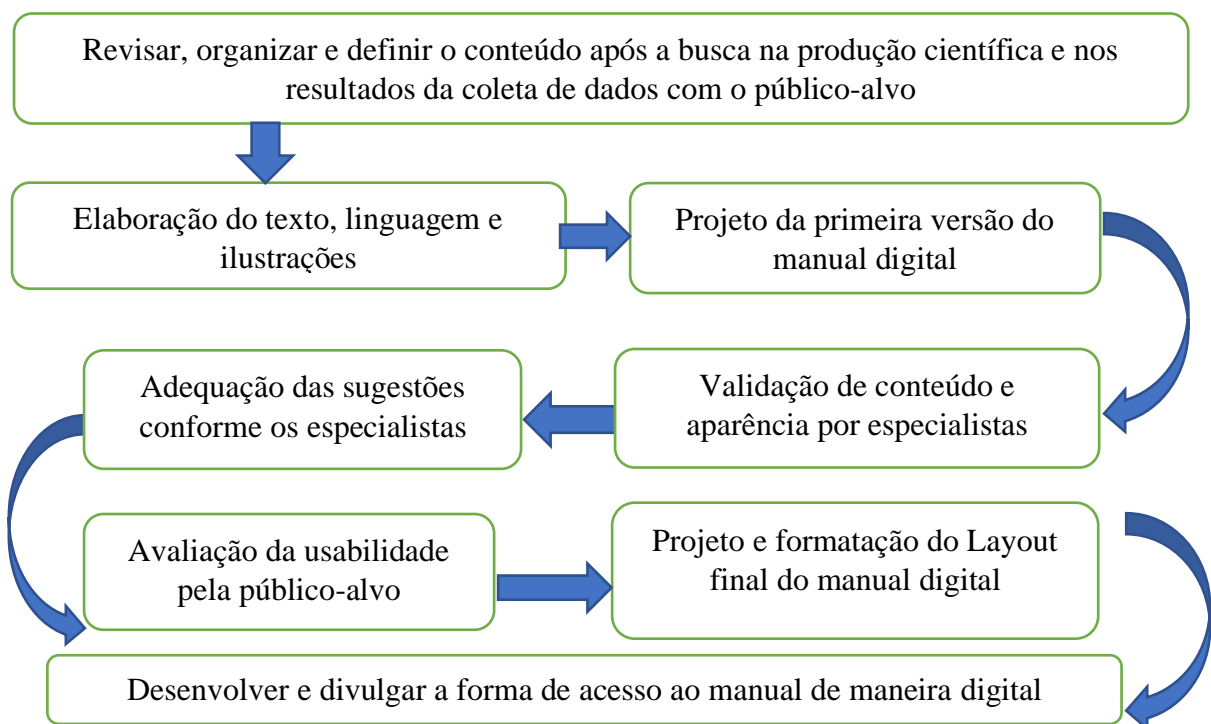 Revisar, organizar e definir o conteúdo após a busca na produção científica e nos
resultados da coleta de dados com o público-alvo
Elaboração do texto, linguagem e
ilustrações
Projeto da primeira versão do
manual digital
Validação de conteúdo e
aparência por especialistas
Adequação das sugestões
conforme os especialistas
Avaliação da usabilidade
pela público-alvo
Projeto e formatação do Layout
final do manual digital
Desenvolver e divulgar a forma de acesso ao manual de maneira digital